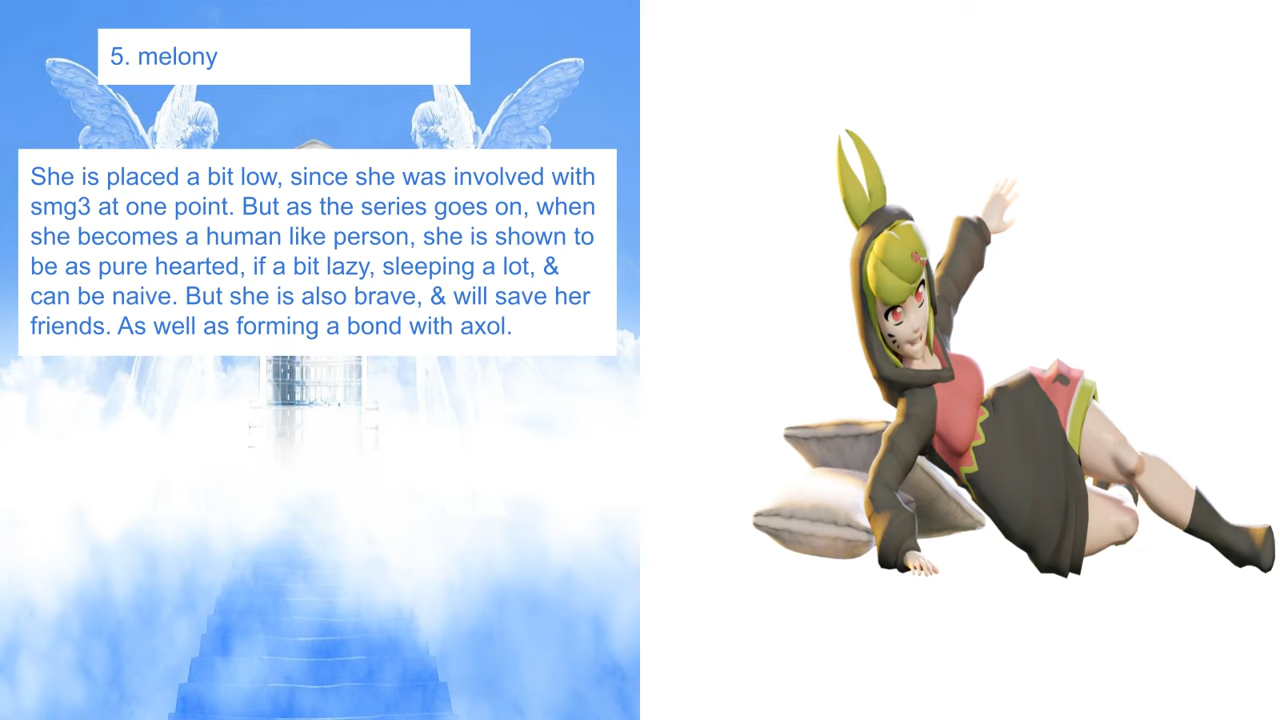 5. melony
She is placed a bit low, since she was involved with
smg3 at one point. But as the series goes on, when
she becomes a human like person, she is shown to
be as pure hearted, if a bit lazy, sleeping a lot, &
can be naive. But she is also brave, & will save her
friends. As well as forming a bond with axol.